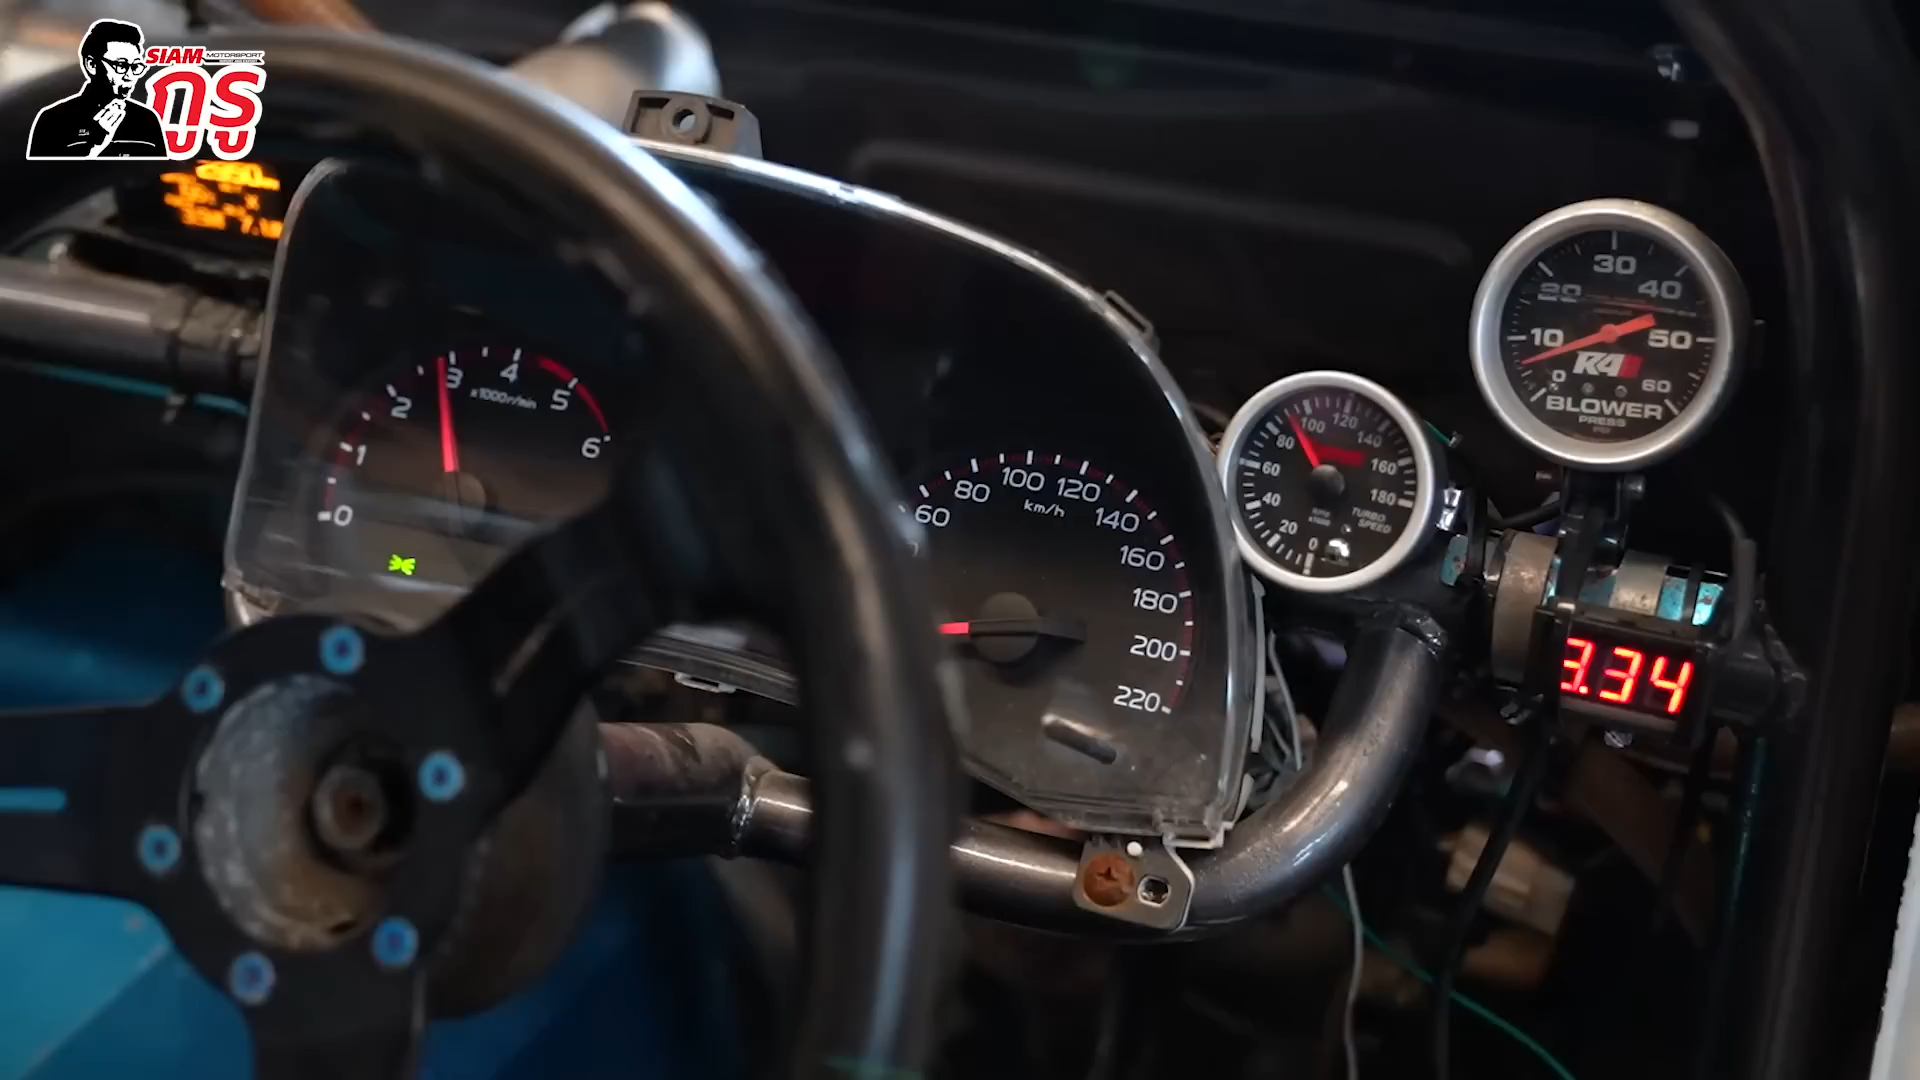 SIAM MOTORSPORT
กูรู
0 1 2 3 4 5 6
x1000r/min
60 80 100 120 140 160 180 200 220
km/h
0 20 40 60 80 100 120 140 160 180
TURBO
SPEED
0 10 20 30 40 50 60
R4
BLOWER
PRESS
3.34